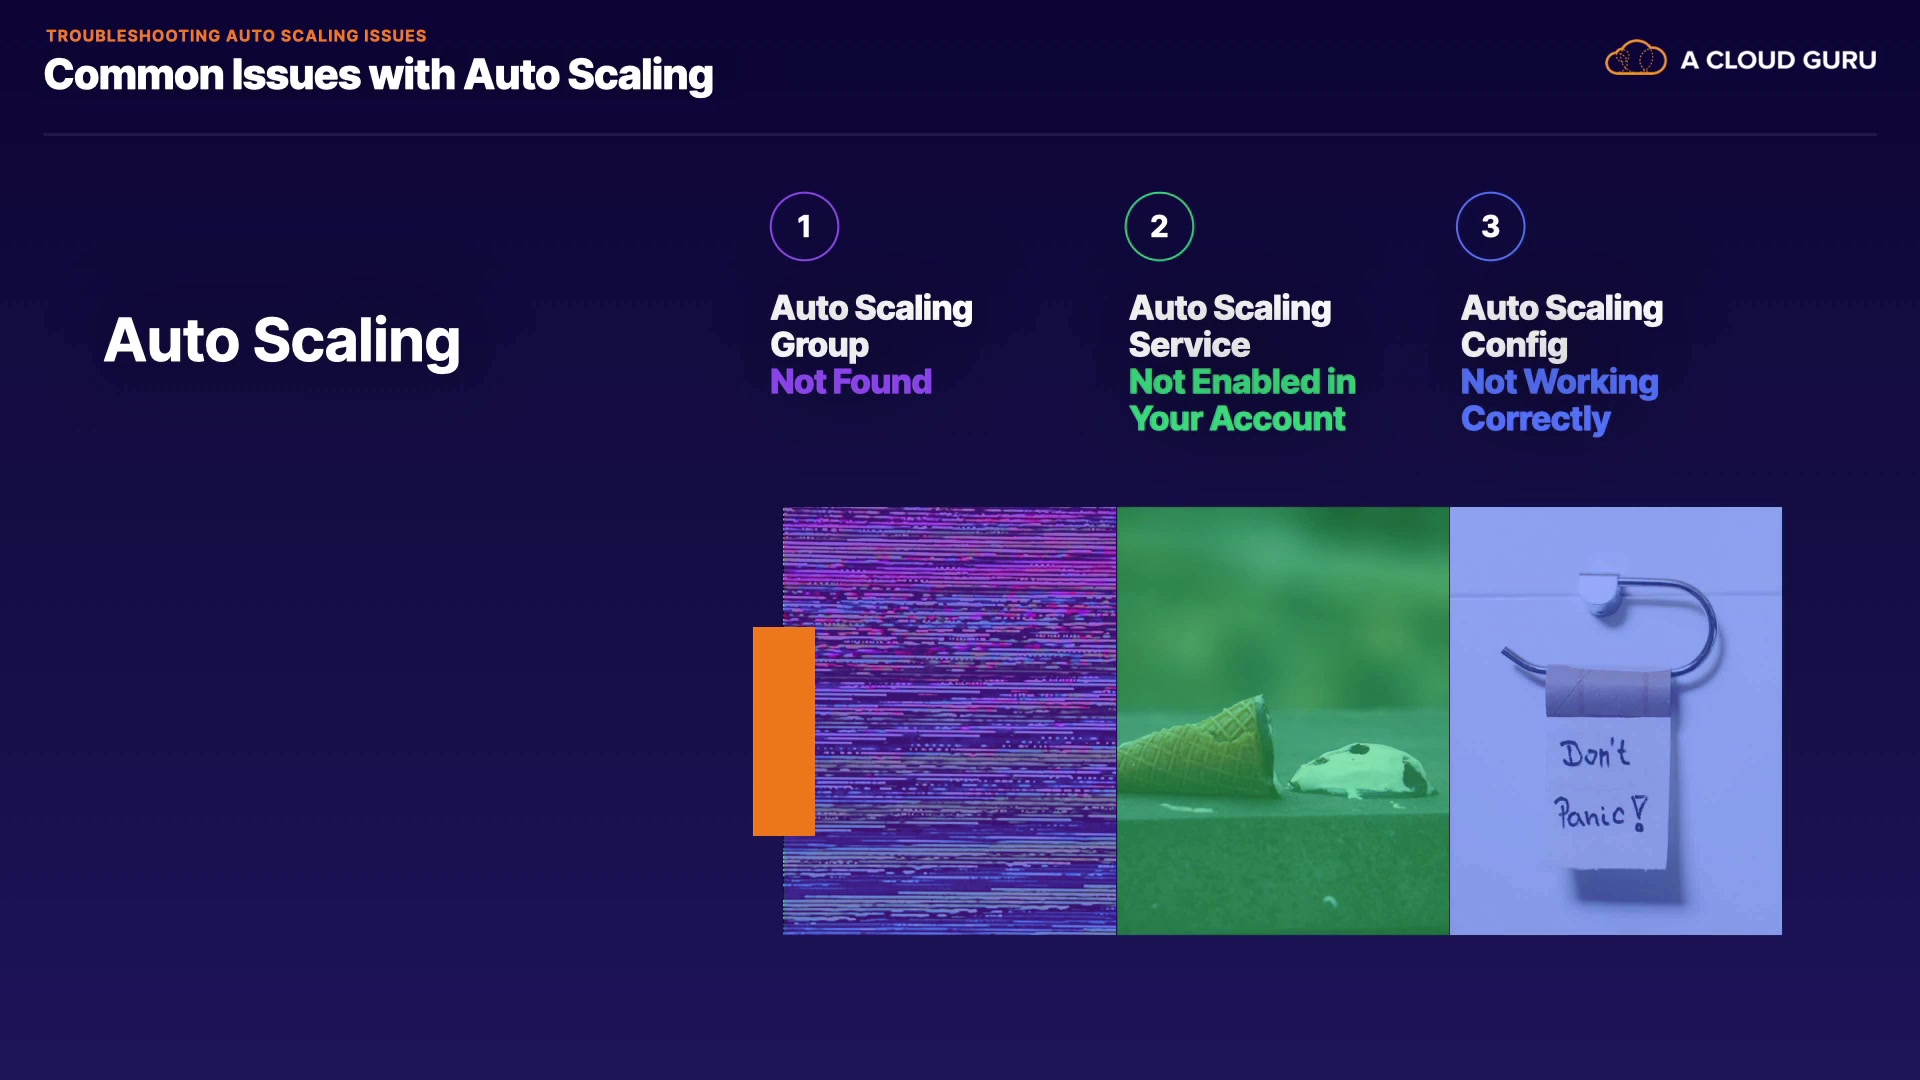 TROUBLESHOOTING AUTO SCALING ISSUES
Common Issues with Auto Scaling
A CLOUD GURU
Auto Scaling
1
Auto Scaling
Group
Not Found
2
Auto Scaling
Service
Not Enabled in
Your Account
3
Auto Scaling
Config
Not Working
Correctly
Don't
Panic!